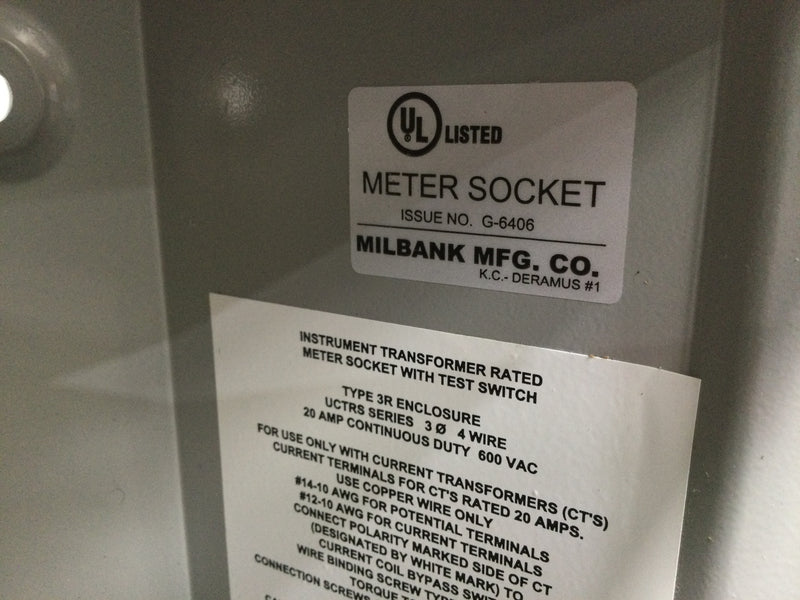 UL LISTED
METER SOCKET
ISSUE NO. G-6406
MILBANK MFG. CO.
K.C.- DERAMUS #1
INSTRUMENT TRANSFORMER RATED
METER SOCKET WITH TEST SWITCH
TYPE 3R ENCLOSURE
UCTRS SERIES 3 Ø 4 WIRE
20 AMP CONTINUOUS DUTY 600 VAC
FOR USE ONLY WITH CURRENT TRANSFORMERS (CT'S)
CURRENT TERMINALS FOR CT'S RATED 20 AMPS.
USE COPPER WIRE ONLY
#14-10 AWG FOR POTENTIAL TERMINALS
#12-10 AWG FOR CURRENT TERMINALS
CONNECT POLARITY MARKED SIDE OF CT
(DESIGNATED BY WHITE MARK) TO
CURRENT COIL BYPASS SWI
WIRE BINDING SCREW TYP
TORQUE
CONNECTION SCREWS